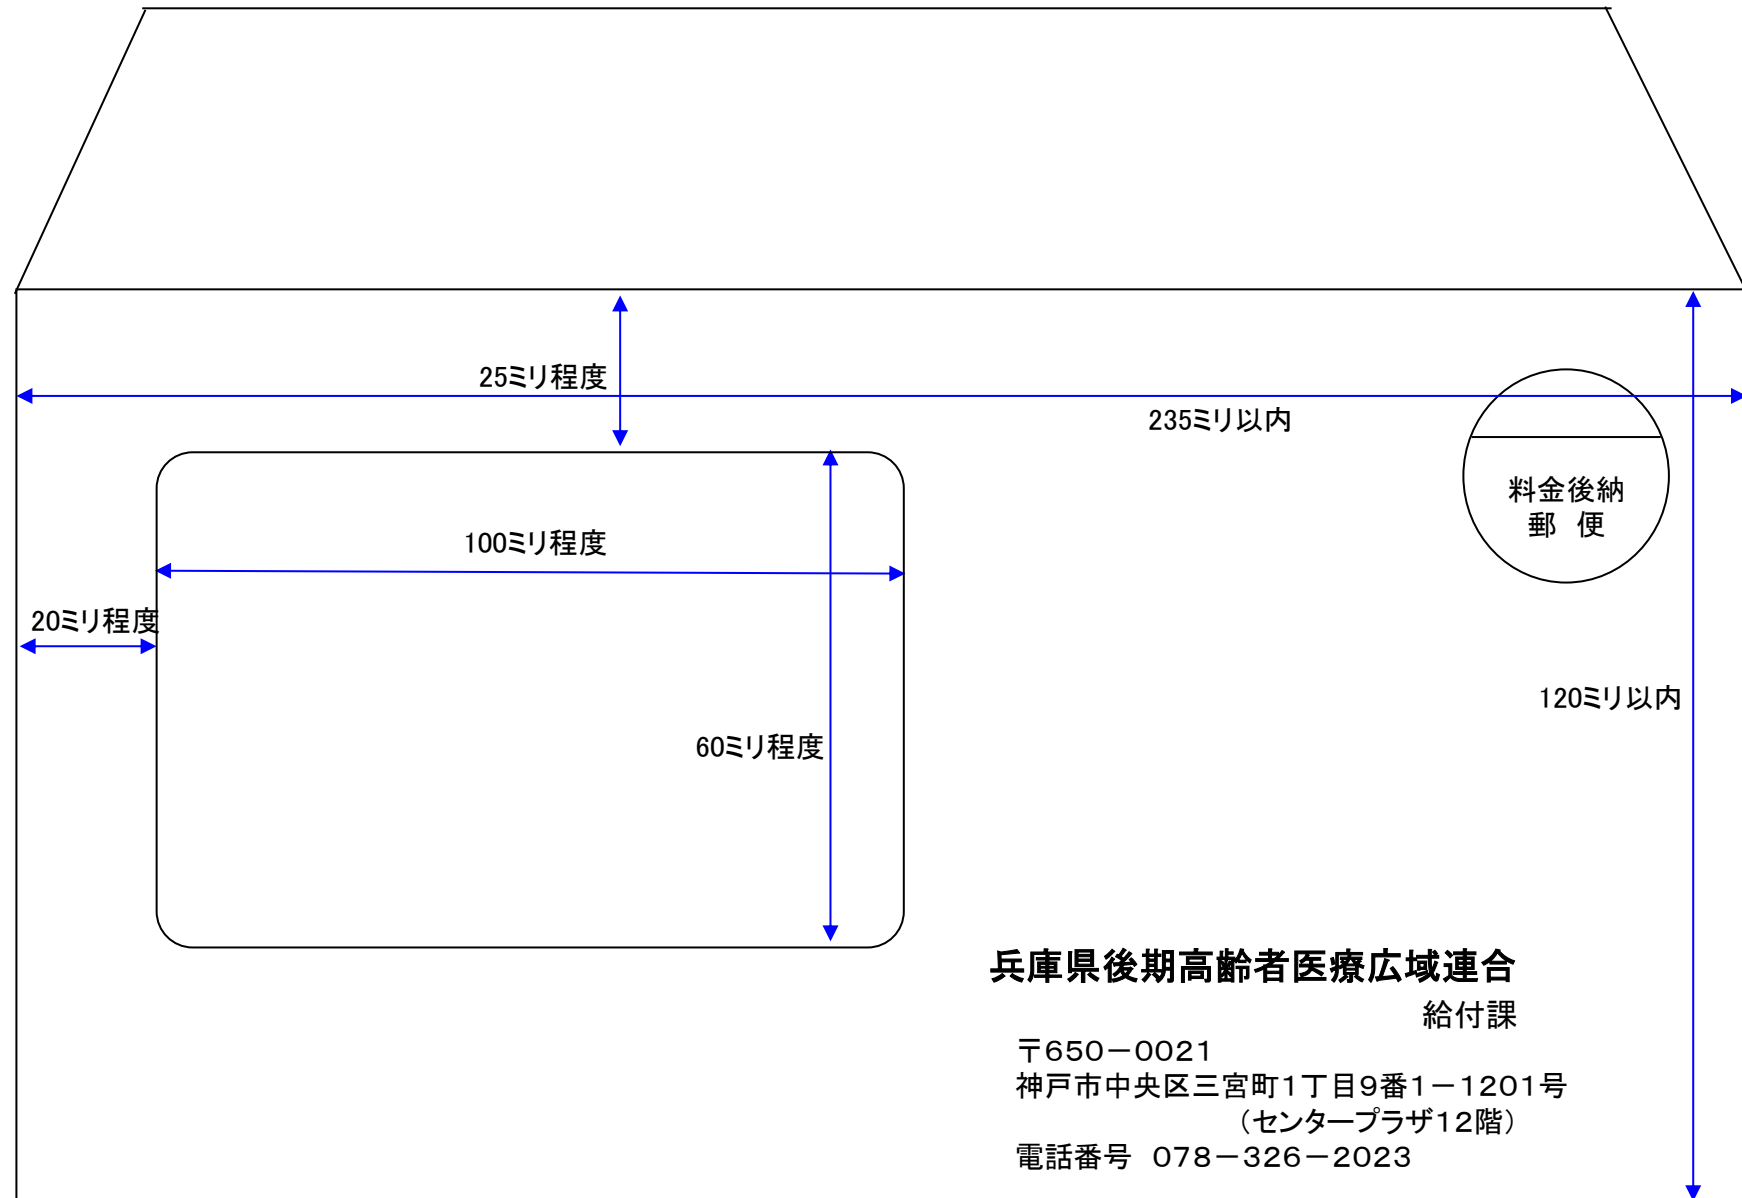 25ミリ程度
235ミリ以内
料金後納
郵 便
100ミリ程度
20ミリ程度
120ミリ以内
60ミリ程度
兵庫県後期高齢者医療広域連合
給付課
〒650－0021
神戸市中央区三宮町1丁目9番1－1201号
（センタープラザ12階）
電話番号 078－326－2023